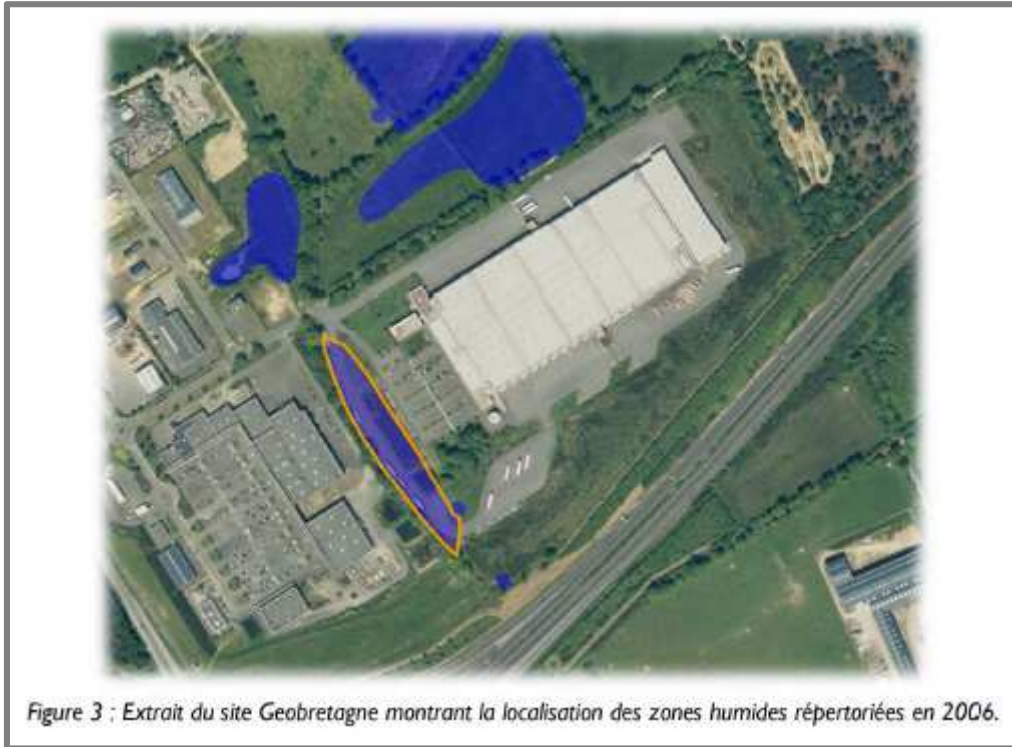 Figure 3 : Extrait du site Geobretagne montrant la localisation des zones humides répertoriées en 2006.